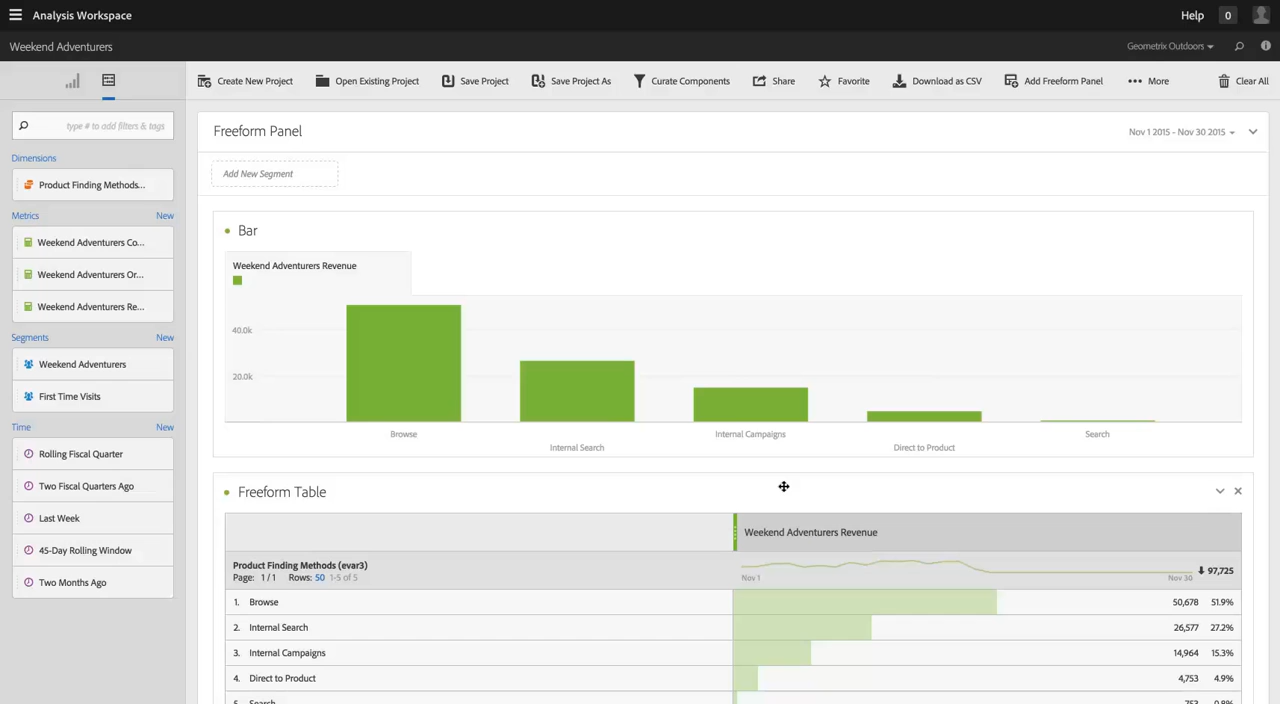 Analysis Workspace
Help 0
Weekend Adventurers
Geometrix Outdoors
Create New Project
Open Existing Project
Save Project
Save Project As
Curate Components
Share
Favorite
Download as CSV
Add Freeform Panel
More
Clear All
type # to add filters & tags
Dimensions
Product Finding Methods...
Metrics New
Weekend Adventurers Co...
Weekend Adventurers Or...
Weekend Adventurers Re...
Segments New
Weekend Adventurers
First Time Visits
Time New
Rolling Fiscal Quarter
Two Fiscal Quarters Ago
Last Week
45-Day Rolling Window
Two Months Ago
Freeform Panel
Nov 1 2015 - Nov 30 2015
Add New Segment
Bar
Weekend Adventurers Revenue
40.0k
20.0k
Browse
Internal Search
Internal Campaigns
Direct to Product
Search
Freeform Table
Weekend Adventurers Revenue
Product Finding Methods (evar3)
Page: 1/1 Rows: 50 1-5 of 5
Nov 1
Nov 30
97,725
1. Browse 50,678 51.9%
2. Internal Search 26,577 27.2%
3. Internal Campaigns 14,964 15.3%
4. Direct to Product 4,753 4.9%
5. Search 753 0.8%